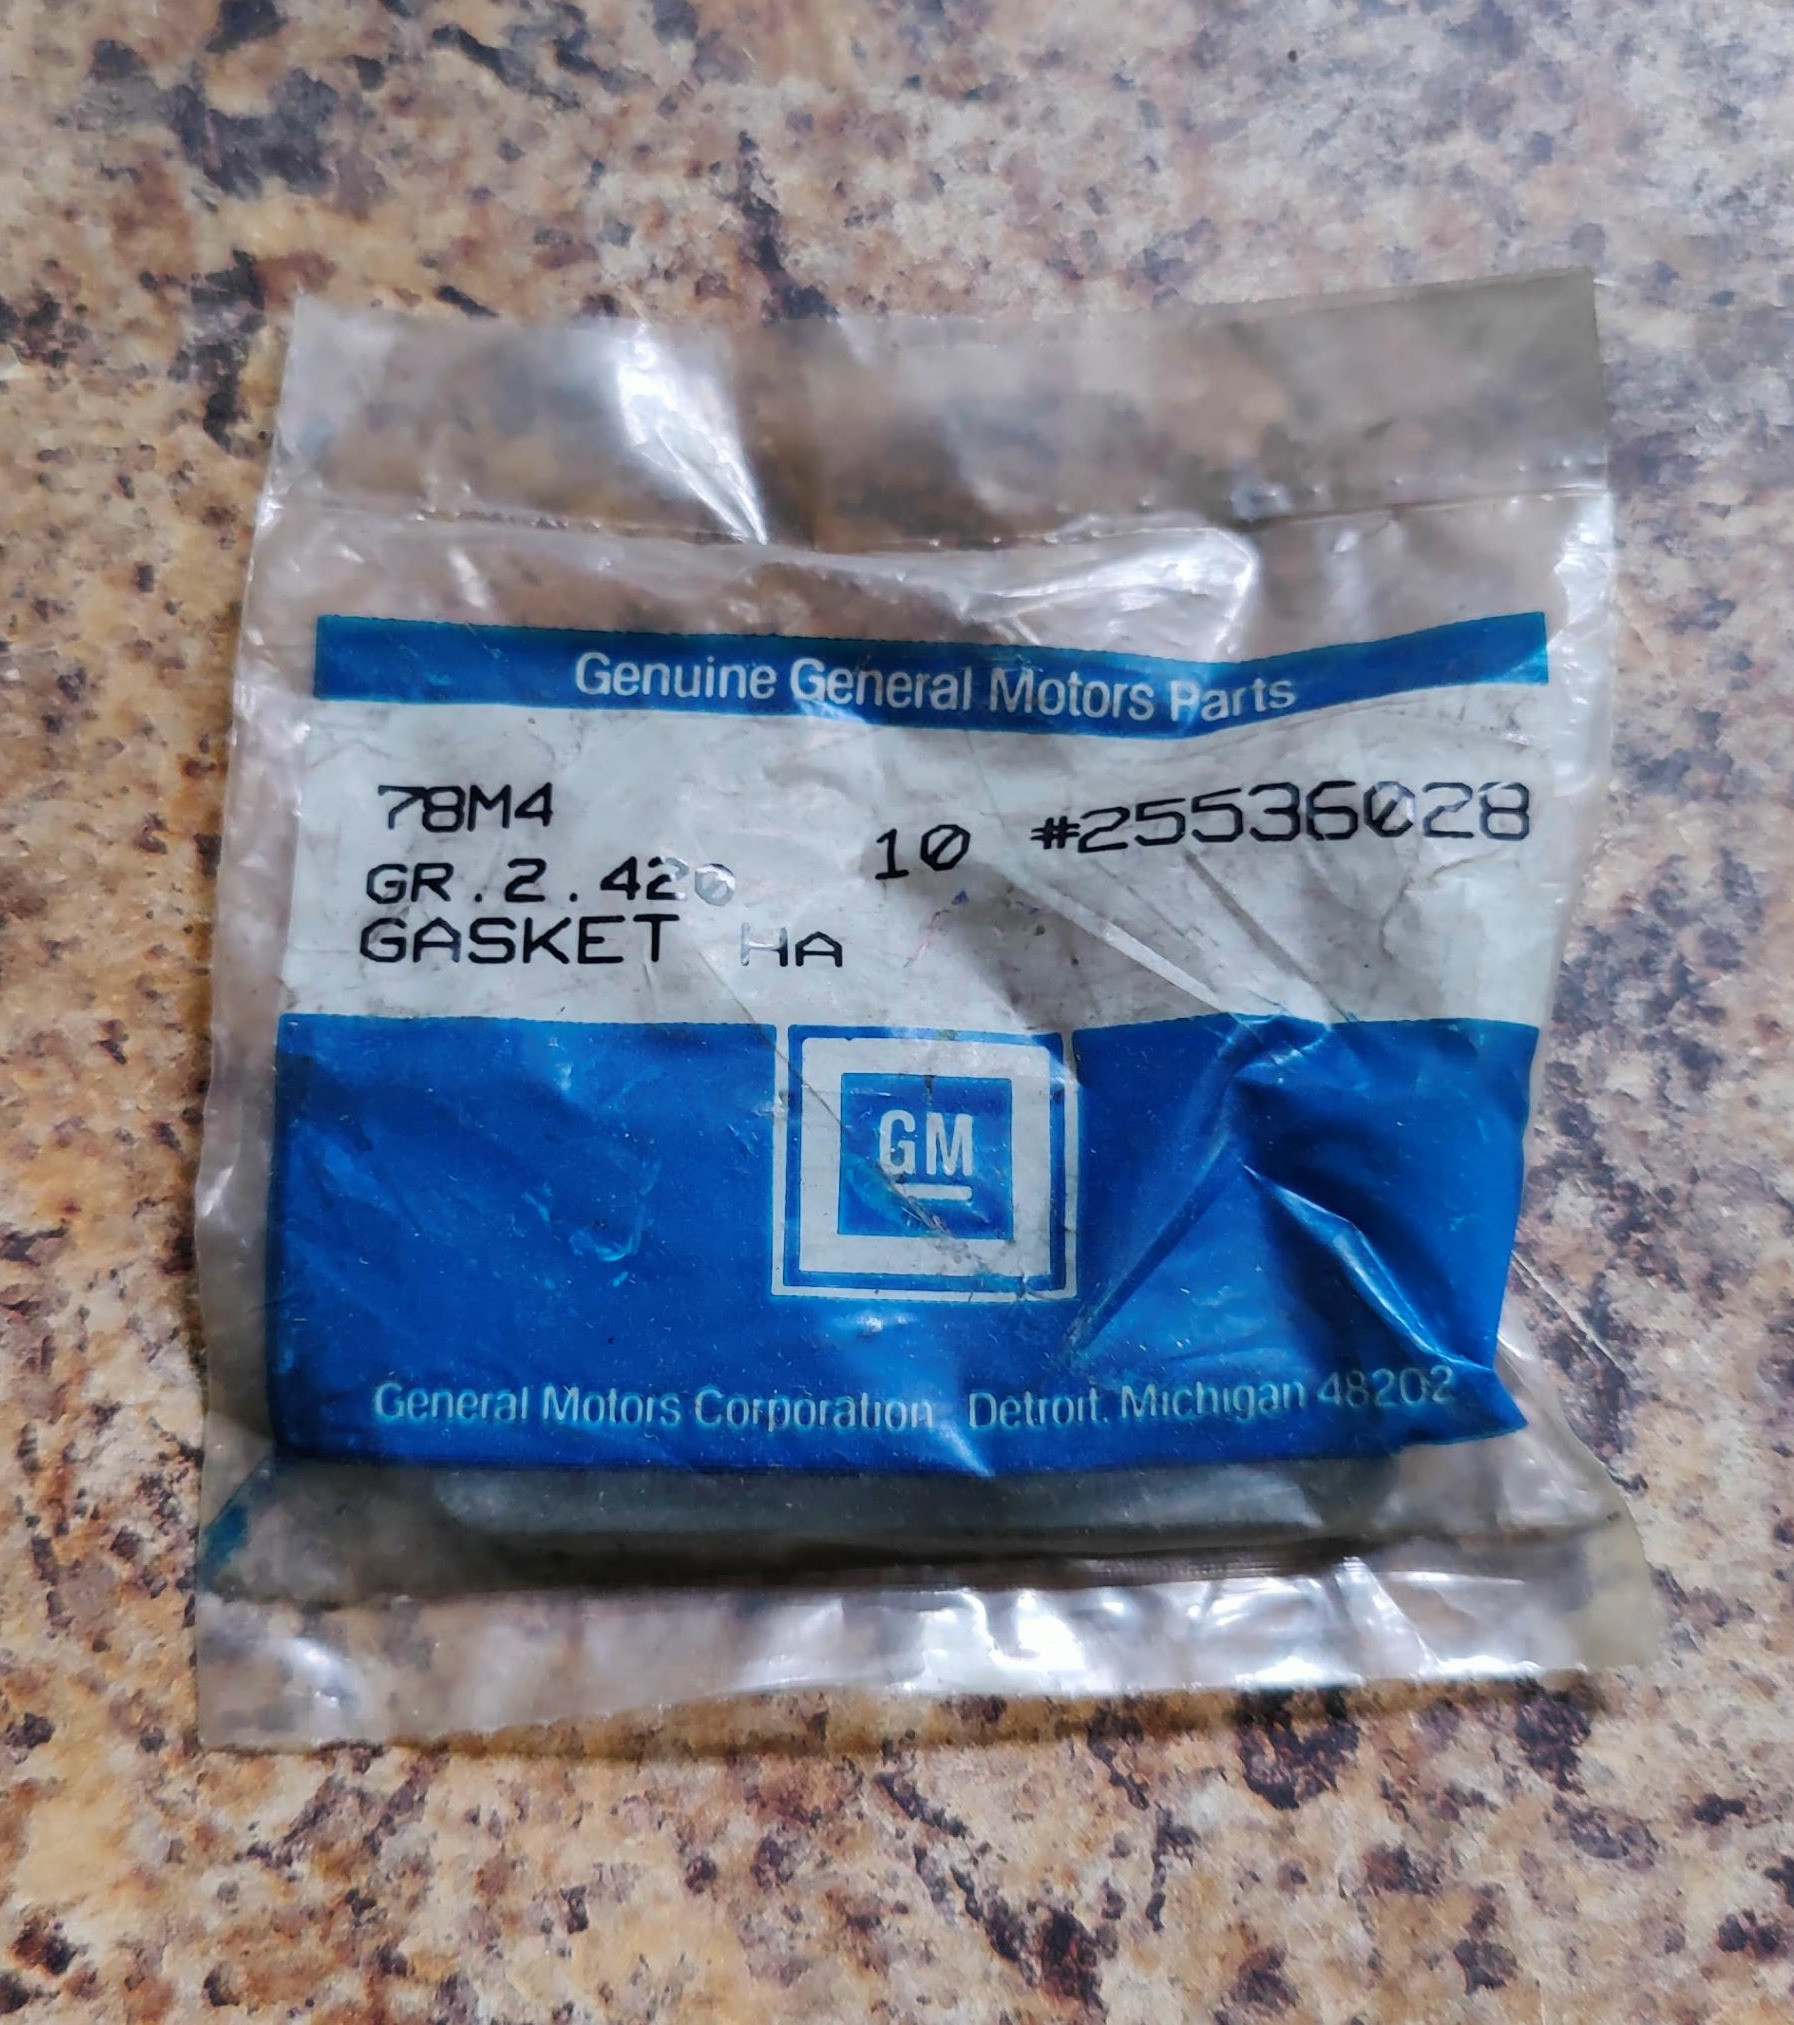 Genuine General Motors Parts
78M4
10 #25536028
GR.2.420
GASKET HA
GM
General Motors Corporation Detroit, Michigan 48202